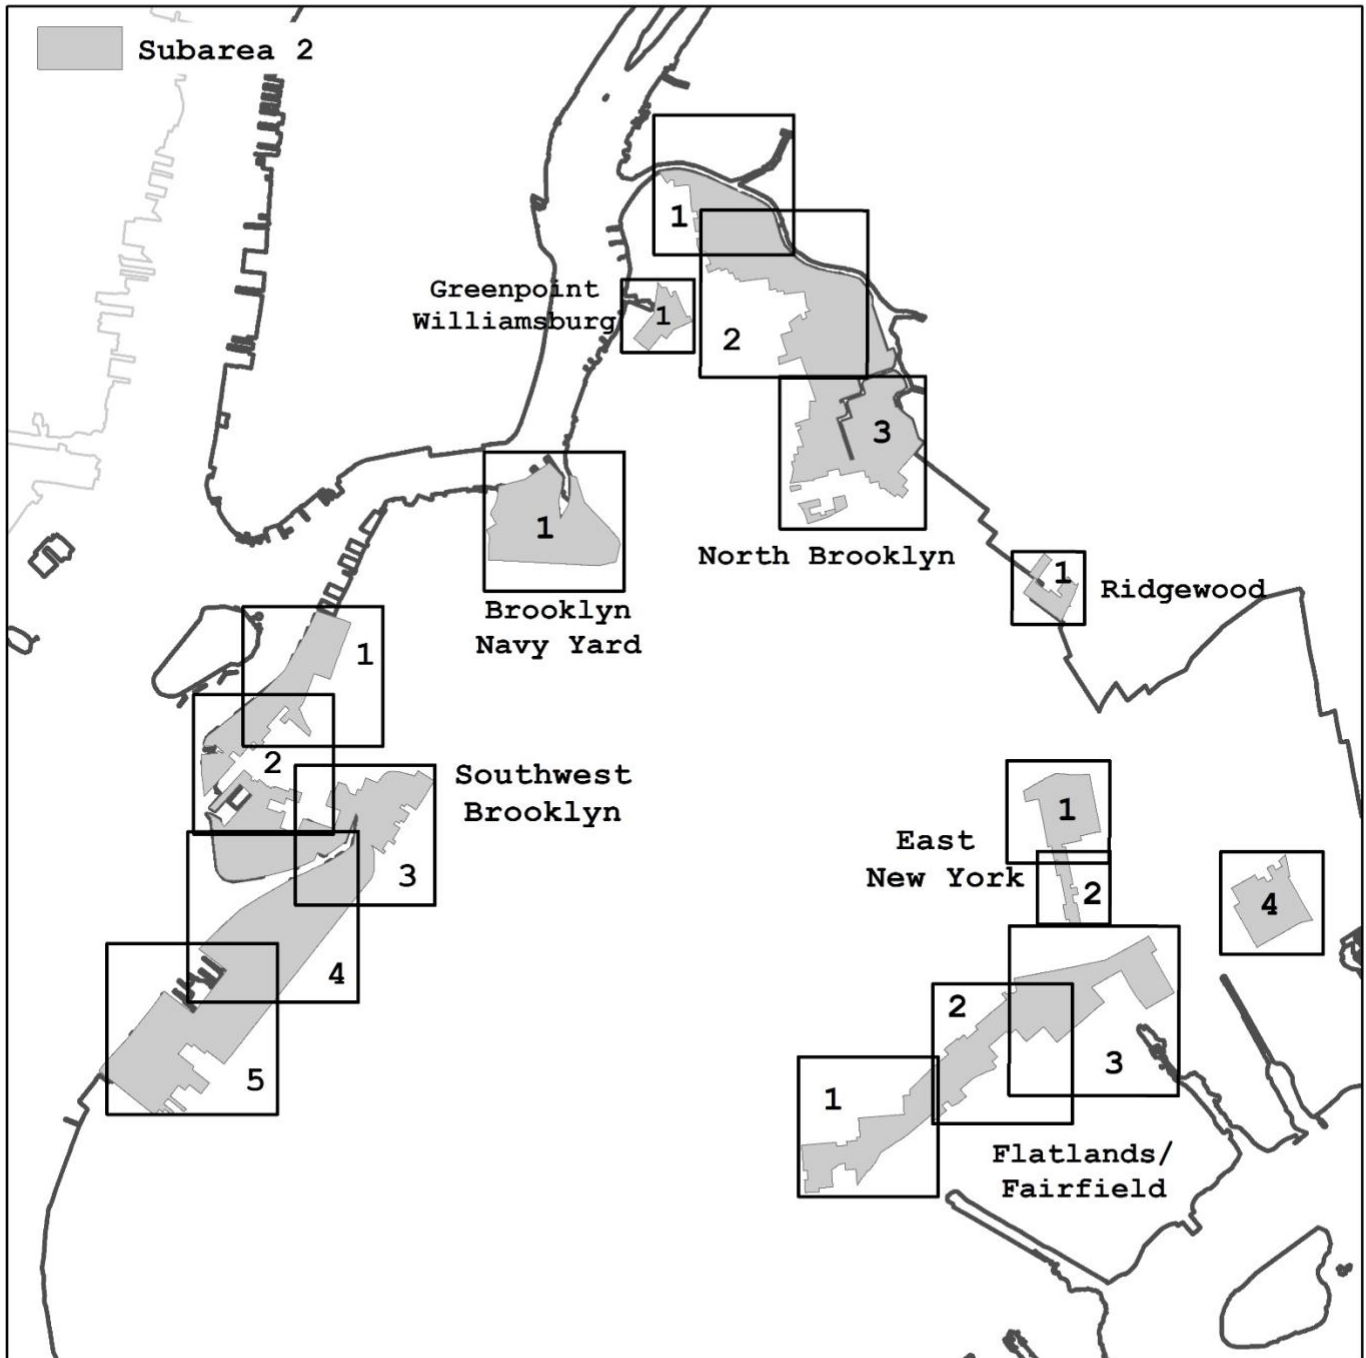 Subarea 2
1
Greenpoint
Williamsburg
1
2
3
1
North Brooklyn
1
Ridgewood
Brooklyn
Navy Yard
1
2
Southwest
Brooklyn
3
4
5
1
East
New York
2
4
2
3
1
Flatlands/
Fairfield